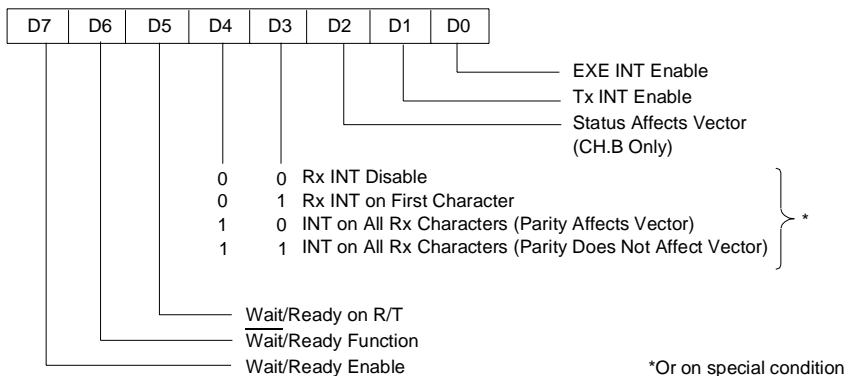 D7 D6 D5 D4 D3 D2 D1 D0
EXE INT Enable
Tx INT Enable
Status Affects Vector
(CH.B Only)
0 0 Rx INT Disable
0 1 Rx INT on First Character
1 0 INT on All Rx Characters (Parity Affects Vector)
1 1 INT on All Rx Characters (Parity Does Not Affect Vector)
*
Wait/Ready on R/T
Wait/Ready Function
Wait/Ready Enable
*Or on special condition